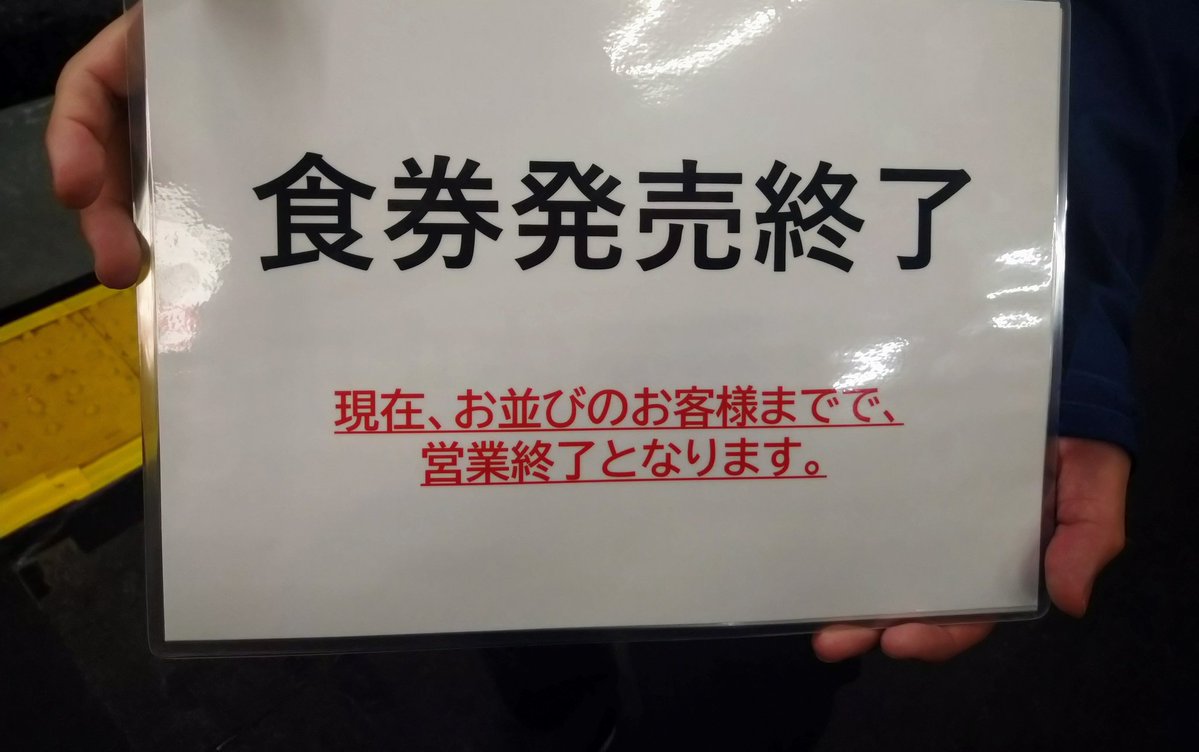 食券発売終了
現在、お並びのお客様までで、
営業終了となります。